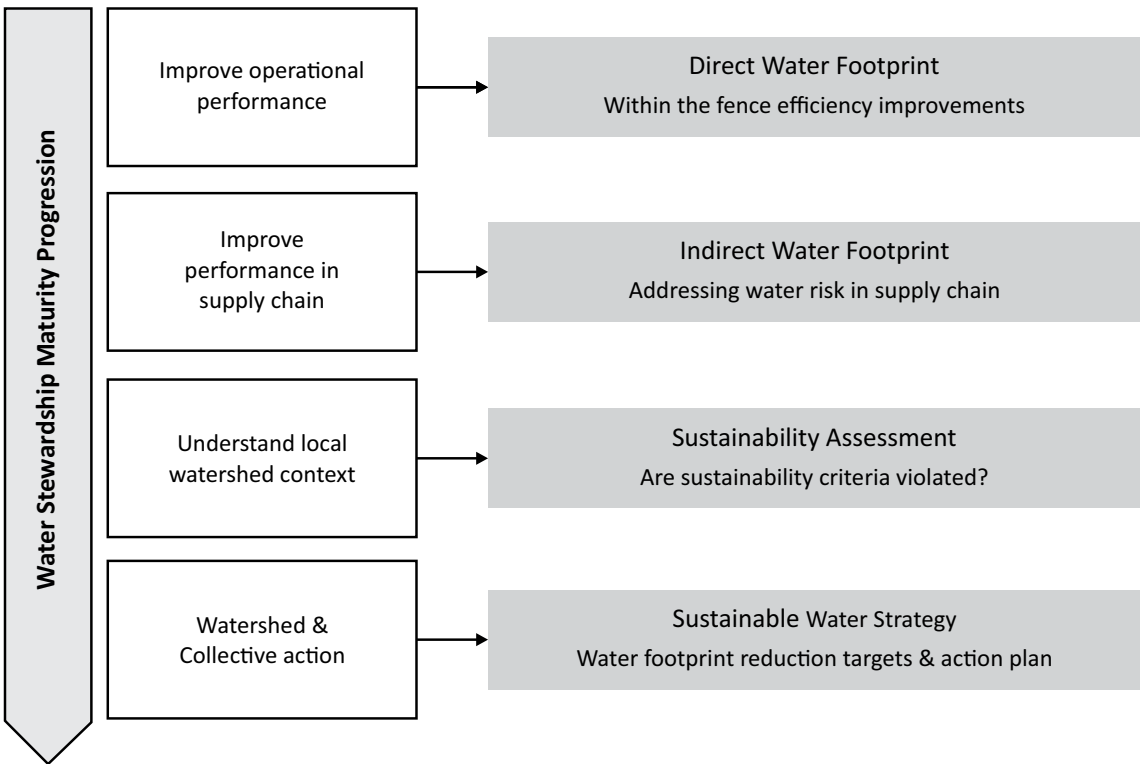 Water Stewardship Maturity Progression
Improve operational
performance
Direct Water Footprint
Within the fence efficiency improvements
Improve
performance in
supply chain
Indirect Water Footprint
Addressing water risk in supply chain
Understand local
watershed context
Sustainability Assessment
Are sustainability criteria violated?
Watershed &
Collective action
Sustainable Water Strategy
Water footprint reduction targets & action plan